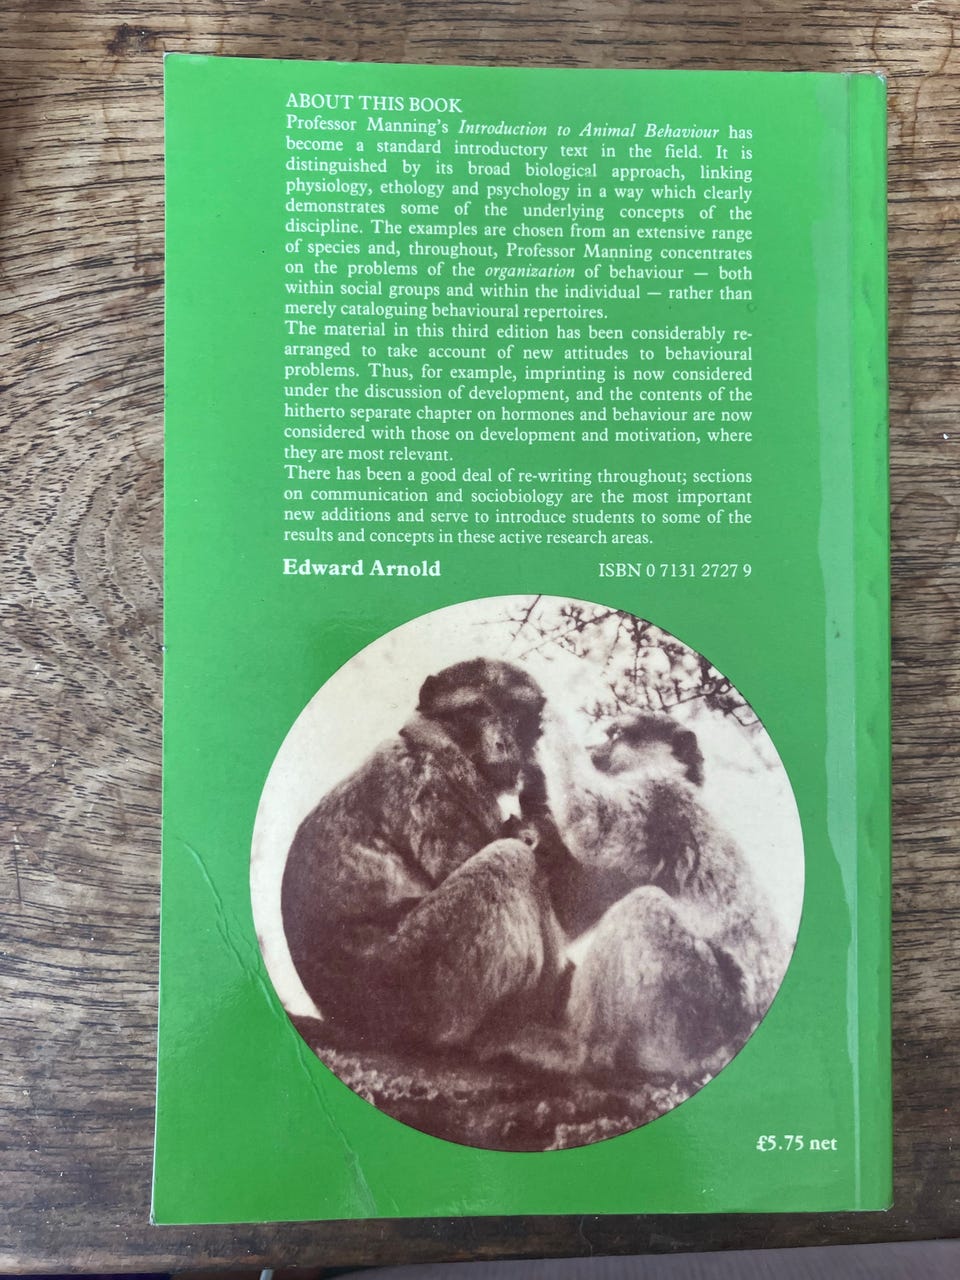 ABOUT THIS BOOK
Professor Manning's Introduction to Animal Behaviour has
become a standard introductory text in the field. It is
distinguished by its broad biological approach, linking
physiology, ethology and psychology in a way which clearly
demonstrates some of the underlying concepts of the
discipline. The examples are chosen from an extensive range
of species and, throughout, Professor Manning concentrates
on the problems of the organization of behaviour — both
within social groups and within the individual — rather than
merely cataloguing behavioural repertoires.
The material in this third edition has been considerably re-
arranged to take account of new attitudes to behavioural
problems. Thus, for example, imprinting is now considered
under the discussion of development, and the contents of the
hitherto separate chapter on hormones and behaviour are now
considered with those on development and motivation, where
they are most relevant.
There has been a good deal of re-writing throughout; sections
on communication and sociobiology are the most important
new additions and serve to introduce students to some of the
results and concepts in these active research areas.
Edward Arnold ISBN 0 7131 2727 9
£5.75 net